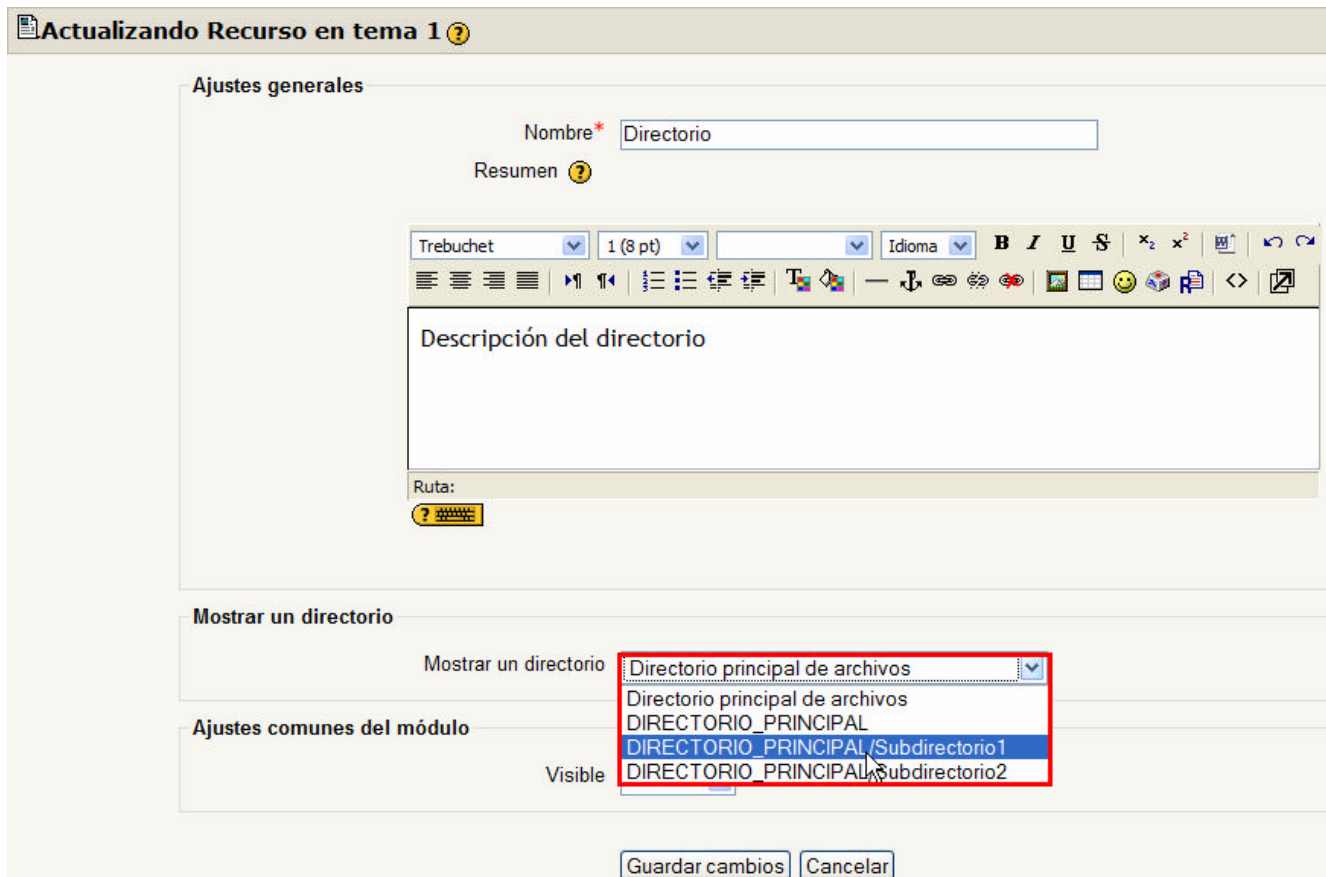 Actualizando Recurso en tema 1 ?
Ajustes generales
Nombre* Directorio
Resumen ?
Trebuchet 1 (8 pt) Idioma B I U S x₂ x²
Descripción del directorio
Ruta:
?
Mostrar un directorio
Mostrar un directorio Directorio principal de archivos
Directorio principal de archivos
DIRECTORIO_PRINCIPAL
Ajustes comunes del módulo
DIRECTORIO_PRINCIPAL/Subdirectorio1
Visible DIRECTORIO_PRINCIPAL/Subdirectorio2
Guardar cambios Cancelar